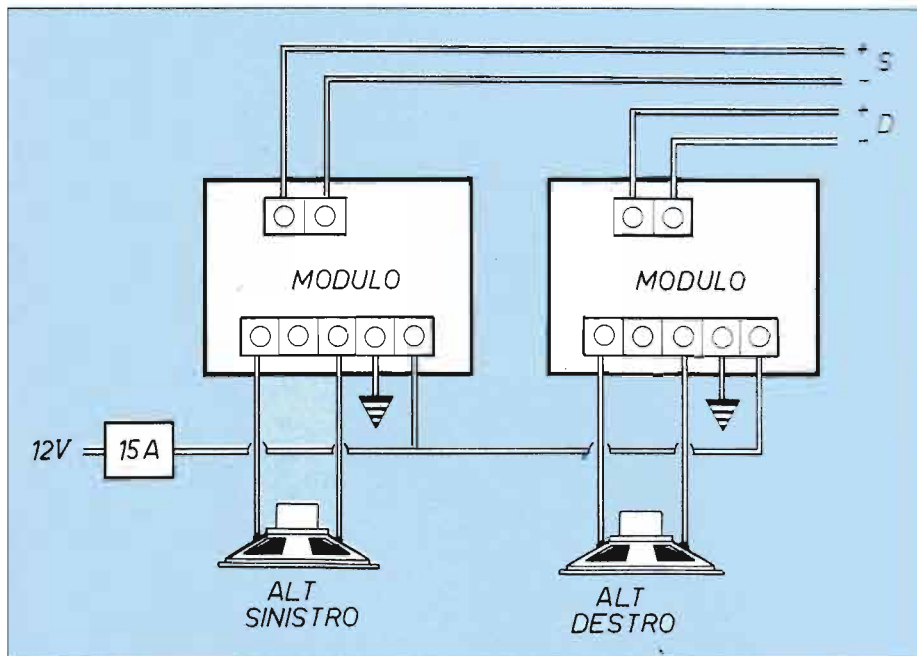 + S
-
+ D
-
MODULO
MODULO
12V
15A
ALT
SINISTRO
ALT
DESTRO